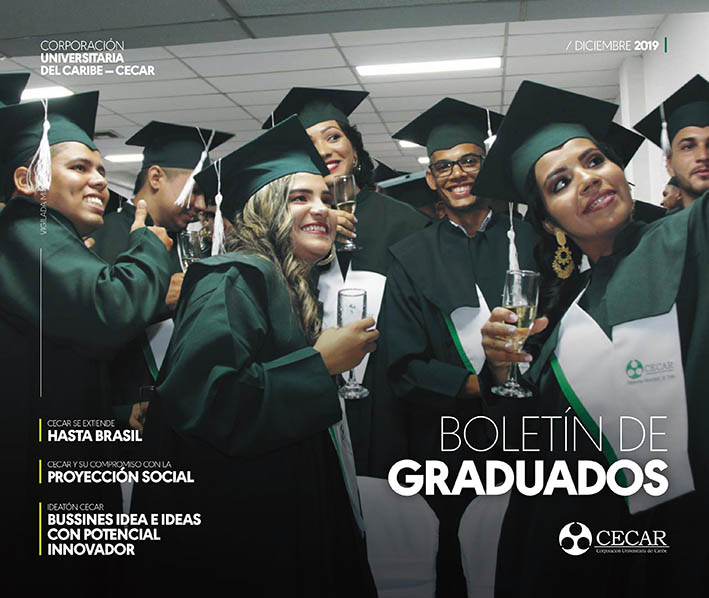 CORPORACIÓN
UNIVERSITARIA
DEL CARIBE – CECAR
/ DICIEMBRE 2019
CECAR
CECAR SE EXTIENDE
HASTA BRASIL
CECAR Y SU COMPROMISO CON LA
PROYECCIÓN SOCIAL
IDEATÓN CECAR
BUSSINES IDEA E IDEAS
CON POTENCIAL
INNOVADOR
BOLETÍN DE
GRADUADOS
CECAR
Corporación Universitaria del Caribe